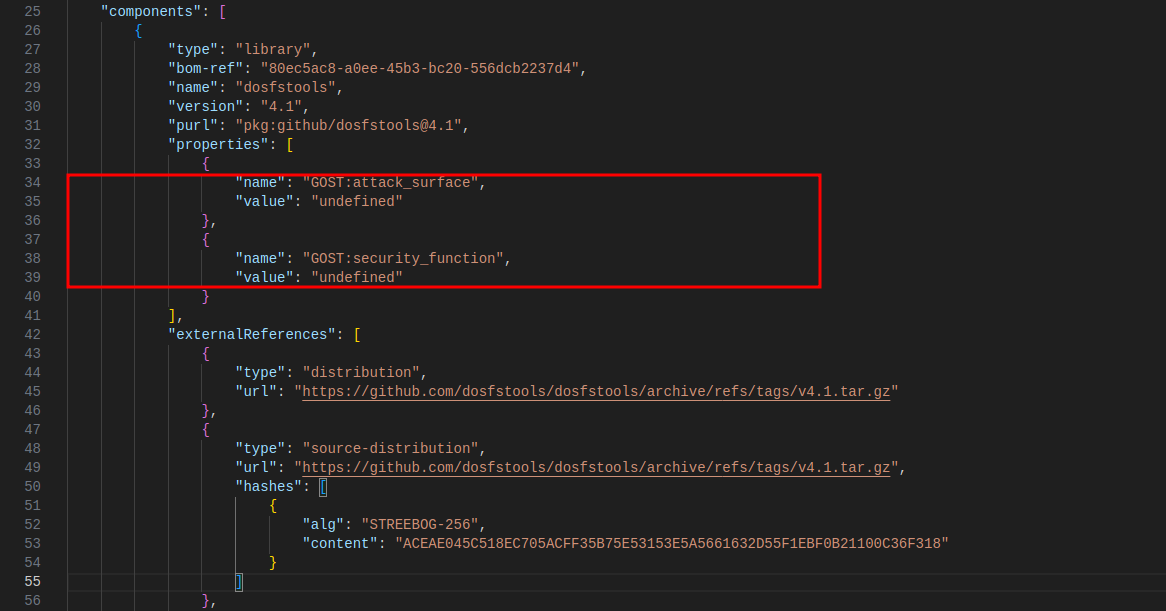 25 "components": [
26 {
27 "type": "library",
28 "bom-ref": "80ec5ac8-a0ee-45b3-bc20-556dcb2237d4",
29 "name": "dosfstools",
30 "version": "4.1",
31 "purl": "pkg:github/dosfstools@4.1",
32 "properties": [
33 {
34 "name": "GOST:attack_surface",
35 "value": "undefined"
36 },
37 {
38 "name": "GOST:security_function",
39 "value": "undefined"
40 }
41 ],
42 "externalReferences": [
43 {
44 "type": "distribution",
45 "url": "https://github.com/dosfstools/dosfstools/archive/refs/tags/v4.1.tar.gz"
46 },
47 {
48 "type": "source-distribution",
49 "url": "https://github.com/dosfstools/dosfstools/archive/refs/tags/v4.1.tar.gz",
50 "hashes": [
51 {
52 "alg": "STREEBOG-256",
53 "content": "ACEAE045C518EC705ACFF35B75E53153E5A5661632D55F1EBF0B21100C36F318"
54 }
55 ]
56 },